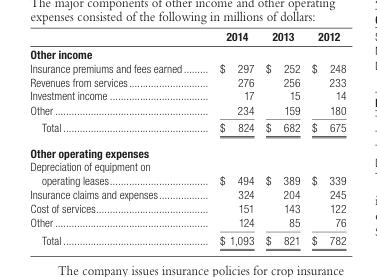 The major components of other income and other operating
expenses consisted of the following in millions of dollars:
2014 2013 2012
Other income
Insurance premiums and fees earned ......... $ 297 $ 252 $ 248
Revenues from services ............................ 276 256 233
Investment income .................................. 17 15 14
Other ..................................................... 234 159 180
Total .................................................. $ 824 $ 682 $ 675
Other operating expenses
Depreciation of equipment on
operating leases.................................. $ 494 $ 389 $ 339
Insurance claims and expenses ................. 324 204 245
Cost of services....................................... 151 143 122
Other ..................................................... 124 85 76
Total .................................................. $ 1,093 $ 821 $ 782
The company issues insurance policies for crop insurance